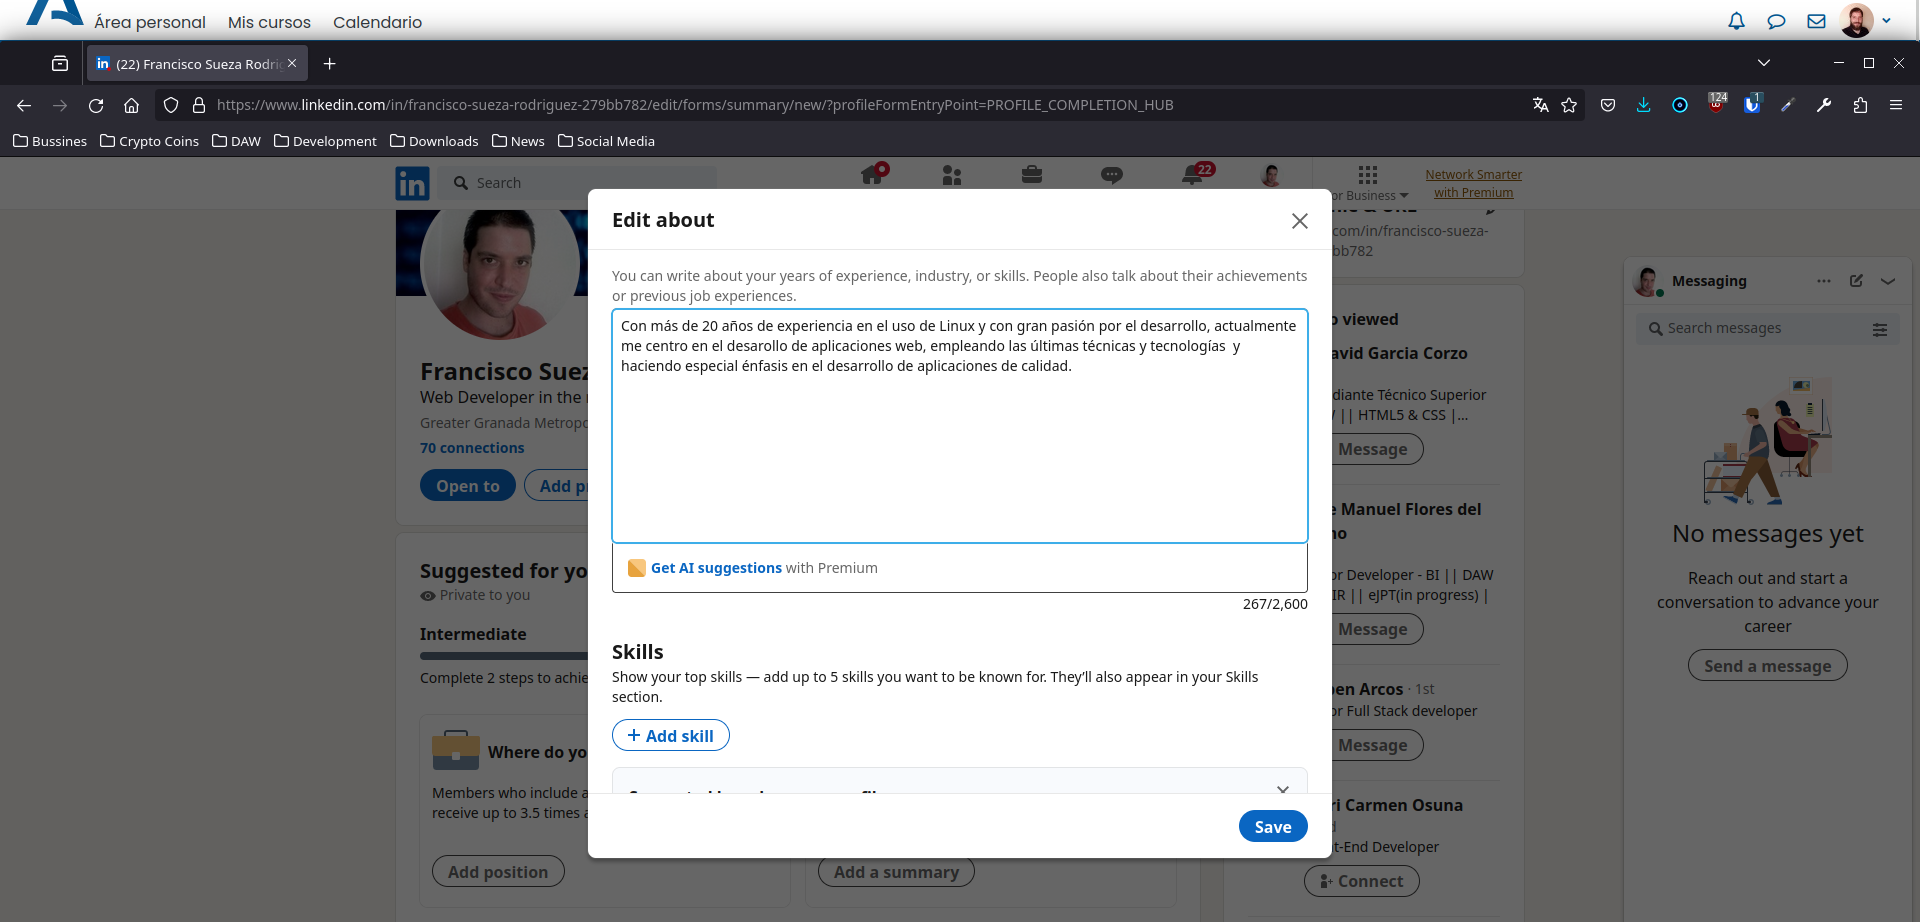 Área personal Mis cursos Calendario
(22) Francisco Sueza Rodri
https://www.linkedin.com/in/francisco-sueza-rodriguez-279bb782/edit/forms/summary/new/?profileFormEntryPoint=PROFILE_COMPLETION_HUB
124
1
Bussines Crypto Coins DAW Development Downloads News Social Media
in
Search
22
or Business
Network Smarter
with Premium
Edit about
You can write about your years of experience, industry, or skills. People also talk about their achievements
or previous job experiences.
Con más de 20 años de experiencia en el uso de Linux y con gran pasión por el desarrollo, actualmente
me centro en el desarollo de aplicaciones web, empleando las últimas técnicas y tecnologías  y
haciendo especial énfasis en el desarrollo de aplicaciones de calidad.
Get AI suggestions with Premium
267/2,600
Skills
Show your top skills — add up to 5 skills you want to be known for. They'll also appear in your Skills
section.
+ Add skill
Save
Francisco Suez
Web Developer in the
Greater Granada Metropo
70 connections
Open to
Add p
Suggested for yo
Private to you
Intermediate
Complete 2 steps to achie
Where do yo
Members who include a
receive up to 3.5 times a
Add position
Add a summary
com/in/francisco-sueza-
bb782
o viewed
avid Garcia Corzo
diante Técnico Superior
|| HTML5 & CSS |...
Message
e Manuel Flores del
no
or Developer - BI || DAW
IR || eJPT(in progress) |
Message
en Arcos · 1st
or Full Stack developer
Message
ri Carmen Osuna
t-End Developer
Connect
Messaging
Search messages
No messages yet
Reach out and start a
conversation to advance your
career
Send a message